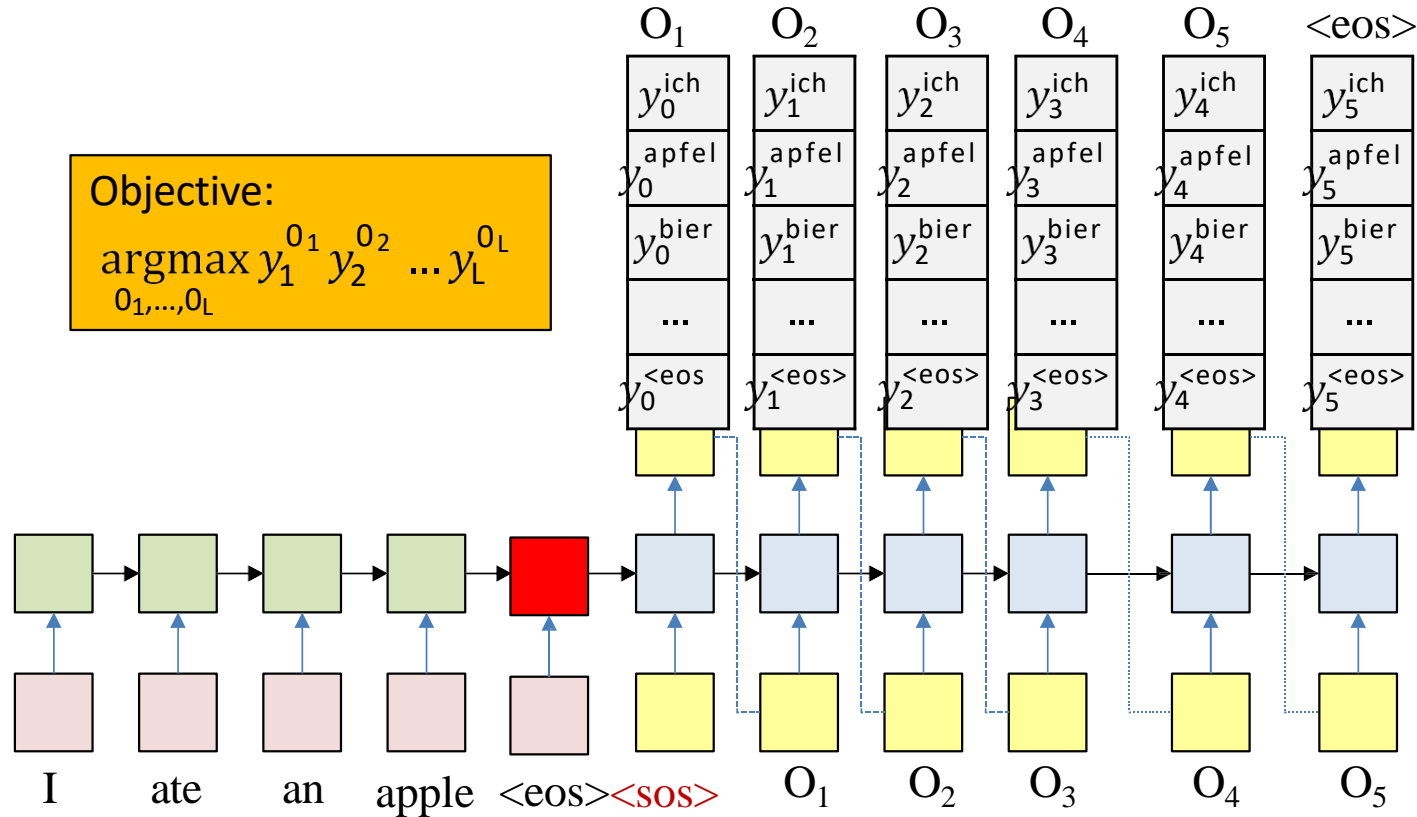 O₁ O₂ O₃ O₄ O₅ <eos>
y₀^ich y₁^ich y₂^ich y₃^ich y₄^ich y₅^ich
y₀^apfel y₁^apfel y₂^apfel y₃^apfel y₄^apfel y₅^apfel
y₀^bier y₁^bier y₂^bier y₃^bier y₄^bier y₅^bier
... ... ... ... ... ...
y₀^<eos y₁^<eos> y₂^<eos> y₃^<eos> y₄^<eos> y₅^<eos>
Objective:
argmax y₁^O₁ y₂^O₂ ... y_L^O_L
O₁,...,O_L
I ate an apple <eos> <sos> O₁ O₂ O₃ O₄ O₅